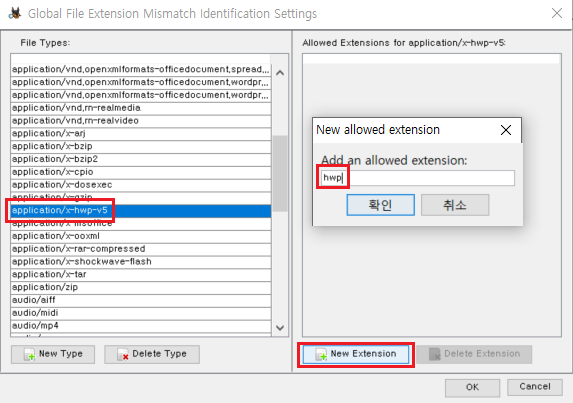 Global File Extension Mismatch Identification Settings
File Types:
application/vnd,openxmlformats-officedocument,spread,,,
application/vnd,openxmlformats-officedocument,wordpr,,,
application/vnd,openxmlformats-officedocument,wordpr,,,
application/vnd,rn-realmedia
application/vnd,rn-realvideo
application/x-arj
application/x-bzip
application/x-bzip2
application/x-cpio
application/x-dosexec
application/x-gzip
application/x-hwp-v5
application/x-msoffice
application/x-ooxml
application/x-rar-compressed
application/x-shockwave-flash
application/x-tar
application/zip
audio/aiff
audio/midi
audio/mp4
New Type
Delete Type
Allowed Extensions for application/x-hwp-v5:
New allowed extension
Add an allowed extension:
hwp
확인
취소
New Extension
Delete Extension
OK
Cancel